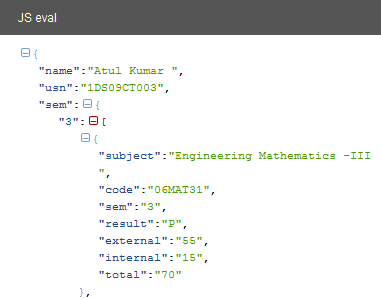 JS eval
{
"name":"Atul Kumar ",
"usn":"1DS09CT003",
"sem":{
"3":[
{
"subject":"Engineering Mathematics -III
",
"code":"06MAT31",
"sem":"3",
"result":"P",
"external":"55",
"internal":"15",
"total":"70"
},